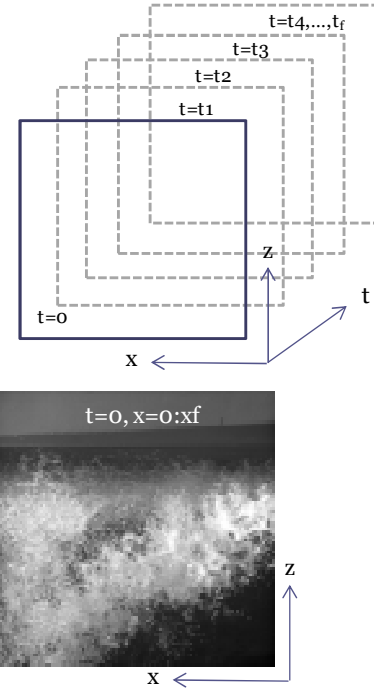 t=t4,...,tf
t=t3
t=t2
t=t1
z
t=0
t
x
t=0, x=0:xf
z
x